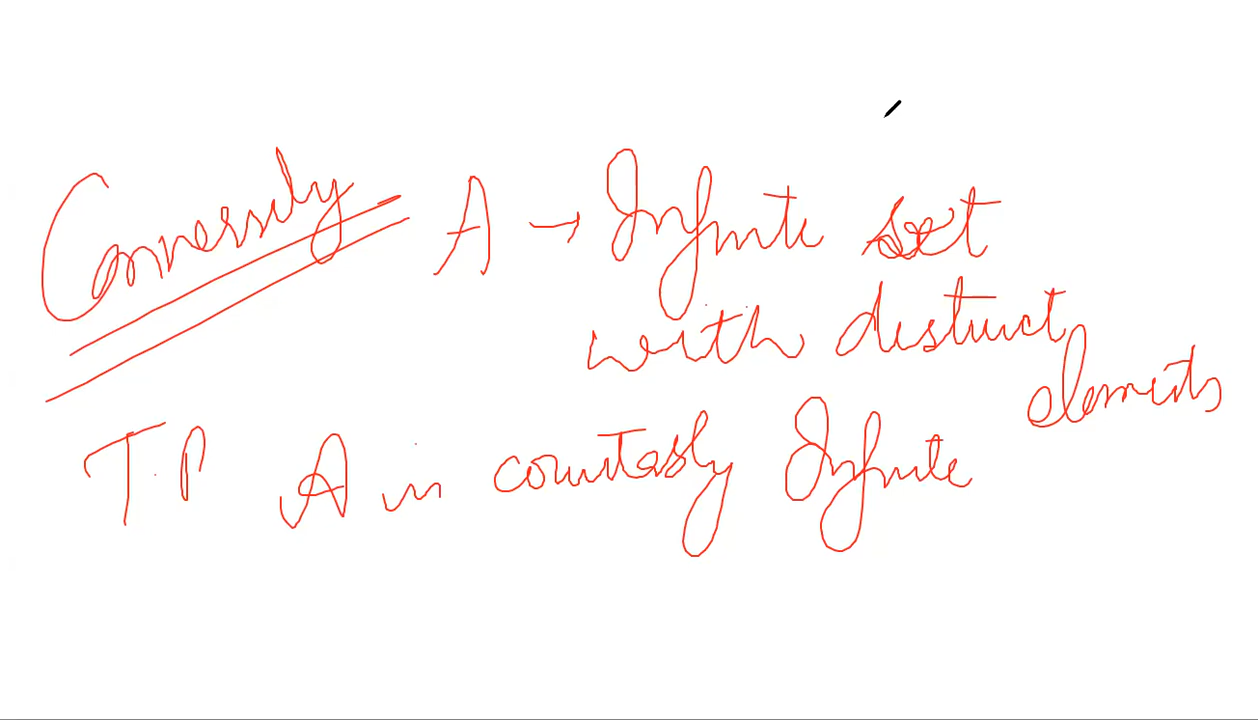 Conversely A → Infinite set
with distinct
elements
T.P A is countably Infinite